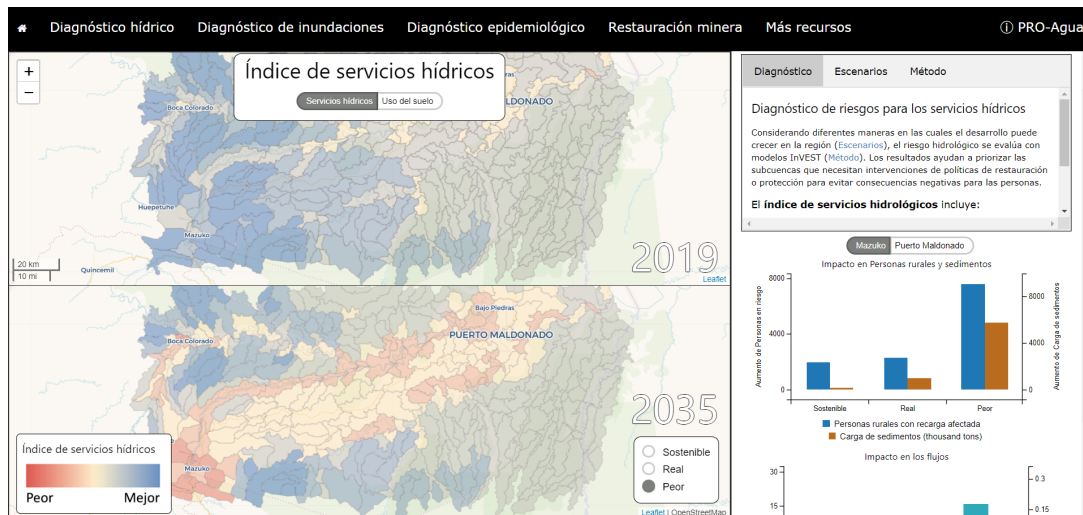 Diagnóstico hídrico Diagnóstico de inundaciones Diagnóstico epidemiológico Restauración minera Más recursos ⓘ PRO-Agua
+
−
Índice de servicios hídricos
Servicios hídricos Uso del suelo
LDONADO
Boca Colorado
Huepetuhe
Mazuko
Quincemil
20 km
10 mi
2019
Leaflet
Bajo Piedras
PUERTO MALDONADO
Boca Colorado
Mazuko
2035
Índice de servicios hídricos
Peor Mejor
Sostenible
Real
Peor
Leaflet | OpenStreetMap
Diagnóstico Escenarios Método
Diagnóstico de riesgos para los servicios hídricos
Considerando diferentes maneras en las cuales el desarrollo puede
crecer en la región (Escenarios), el riesgo hidrológico se evalúa con
modelos InVEST (Método). Los resultados ayudan a priorizar las
subcuencas que necesitan intervenciones de políticas de restauración
o protección para evitar consecuencias negativas para las personas.
El índice de servicios hidrológicos incluye:
Mazuko Puerto Maldonado
Impacto en Personas rurales y sedimentos
Aumento de Personas en riesgo
8000
4000
0
8000
4000
0
Aumento de Carga de sedimentos
Sostenible Real Peor
Personas rurales con recarga afectada
Carga de sedimentos (thousand tons)
Impacto en los flujos
30
15
0.3
0.15